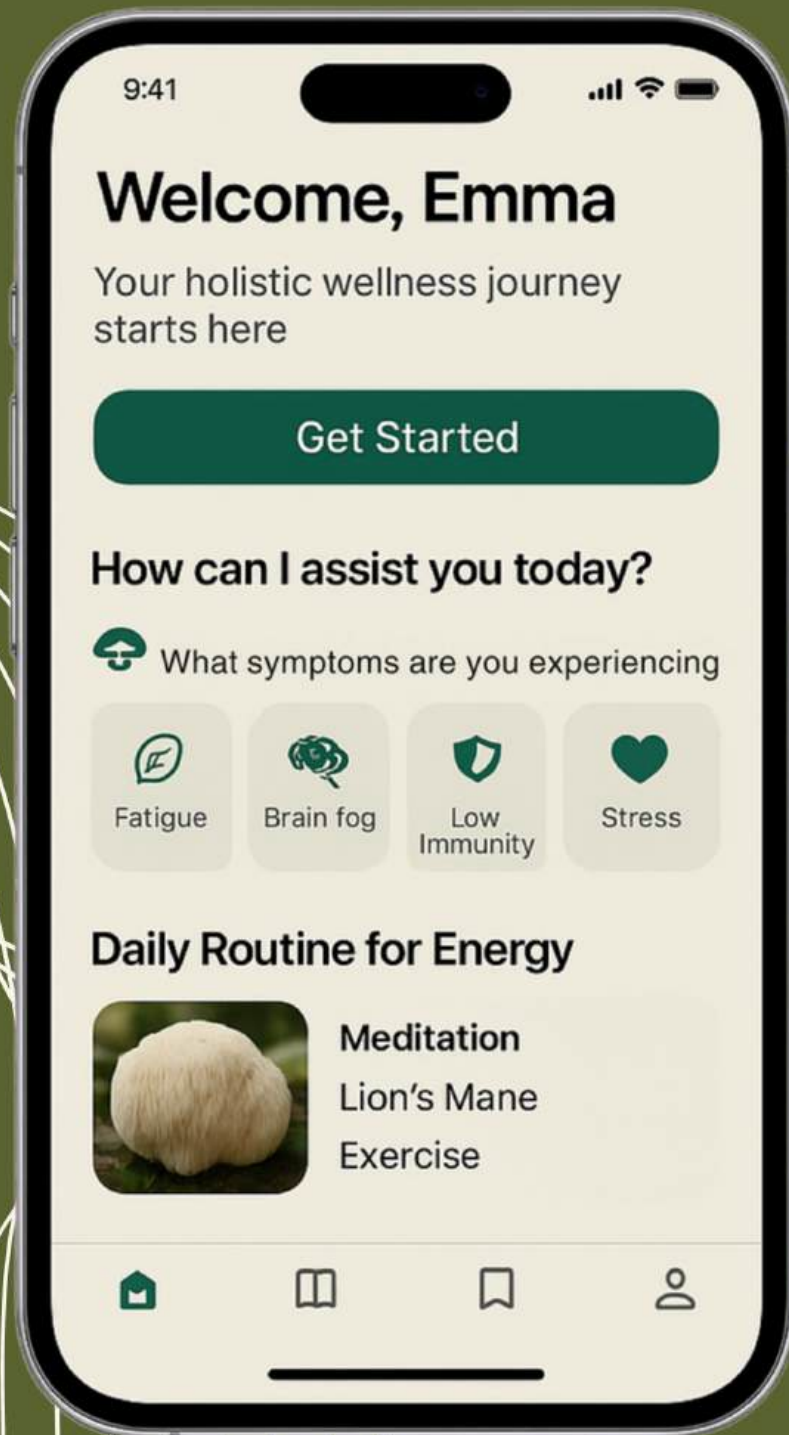 9:41
Welcome, Emma
Your holistic wellness journey
starts here
Get Started
How can I assist you today?
What symptoms are you experiencing
Fatigue
Brain fog
Low
Immunity
Stress
Daily Routine for Energy
Meditation
Lion's Mane
Exercise